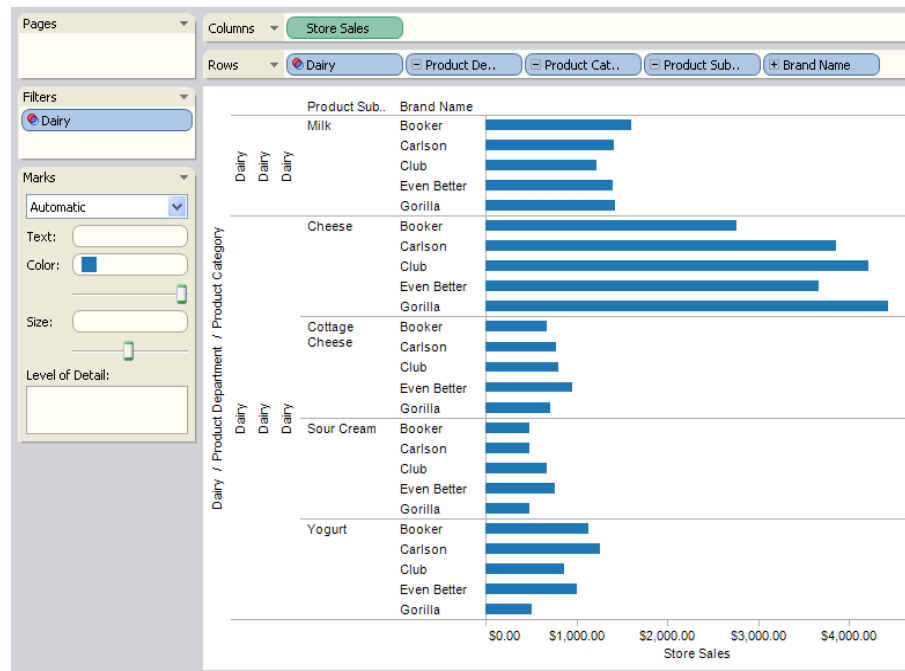 Pages
Columns Store Sales
Rows Dairy Product De.. Product Cat.. Product Sub.. Brand Name
Filters
Dairy
Marks
Automatic
Text:
Color:
Size:
Level of Detail:
Product Sub.. Brand Name
Dairy / Product Department / Product Category
Dairy Dairy Dairy
Milk Booker
Carlson
Club
Even Better
Gorilla
Dairy Dairy Dairy
Cheese Booker
Carlson
Club
Even Better
Gorilla
Cottage Booker
Cheese Carlson
Club
Even Better
Gorilla
Sour Cream Booker
Carlson
Club
Even Better
Gorilla
Yogurt Booker
Carlson
Club
Even Better
Gorilla
$0.00 $1,000.00 $2,000.00 $3,000.00 $4,000.00
Store Sales